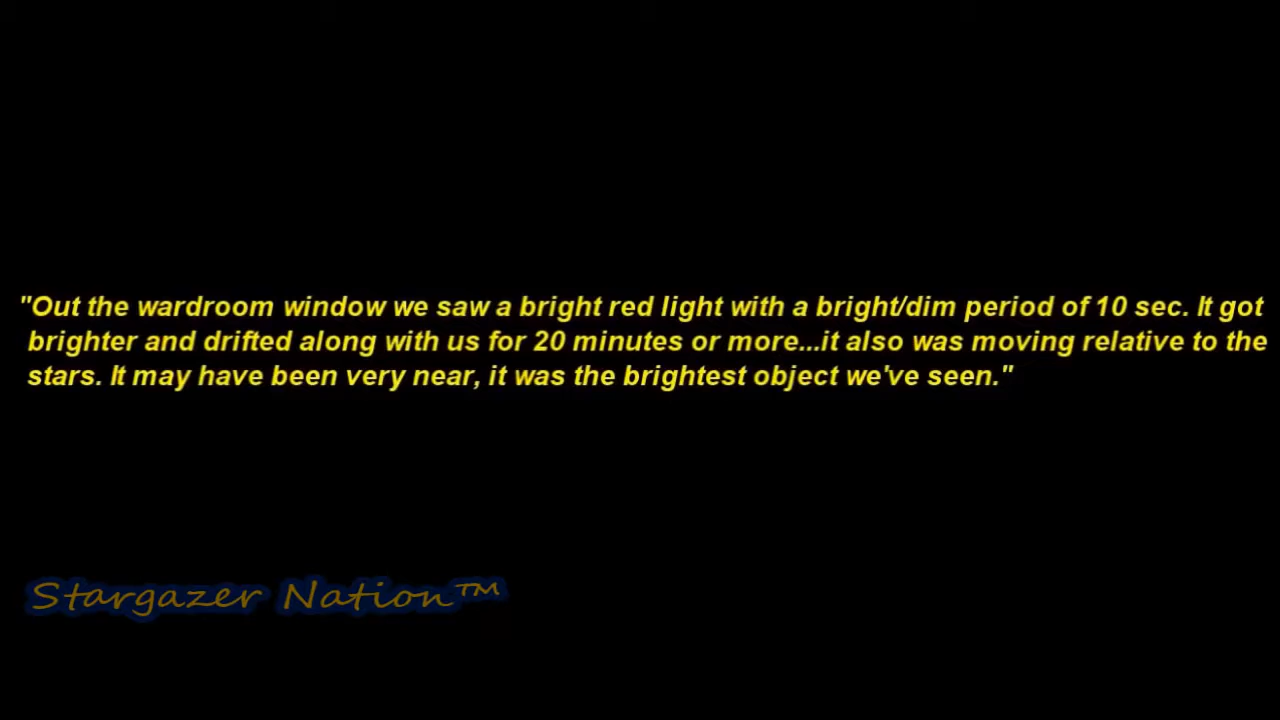 "Out the wardroom window we saw a bright red light with a bright/dim period of 10 sec. It got
brighter and drifted along with us for 20 minutes or more...it also was moving relative to the
stars. It may have been very near, it was the brightest object we've seen."
Stargazer Nation™